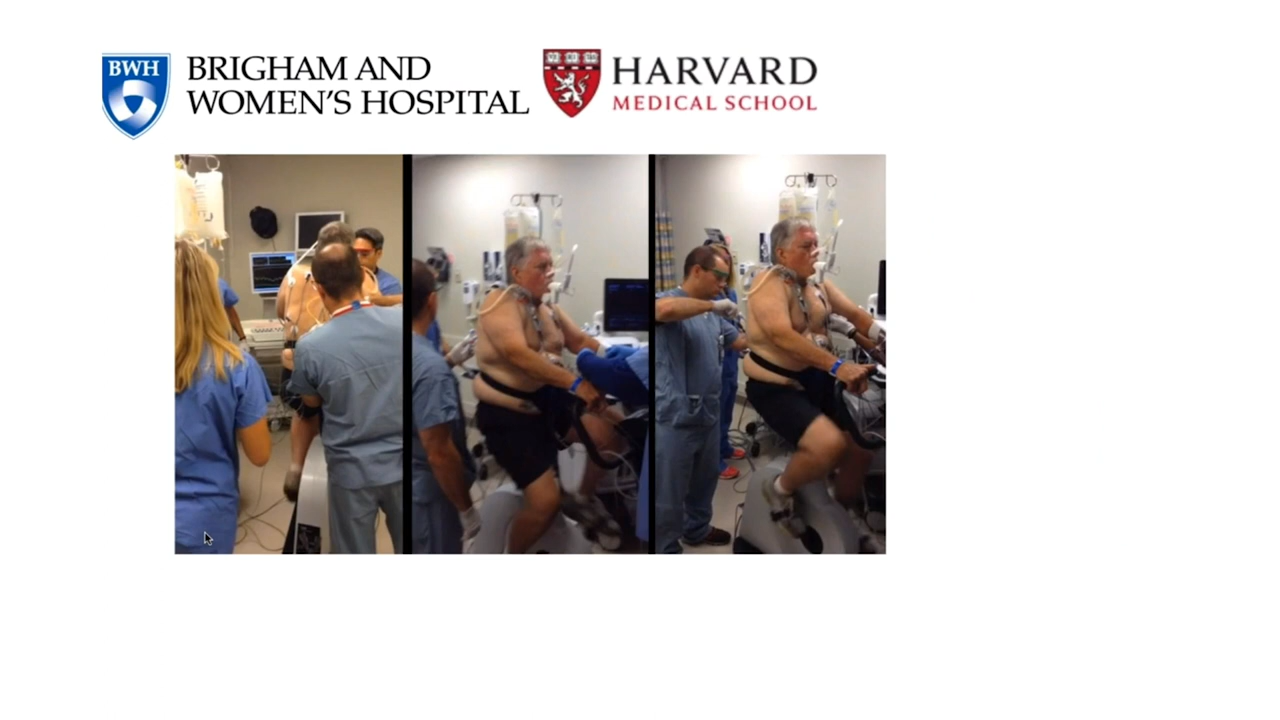 BWH
BRIGHAM AND
WOMEN'S HOSPITAL
HARVARD
MEDICAL SCHOOL